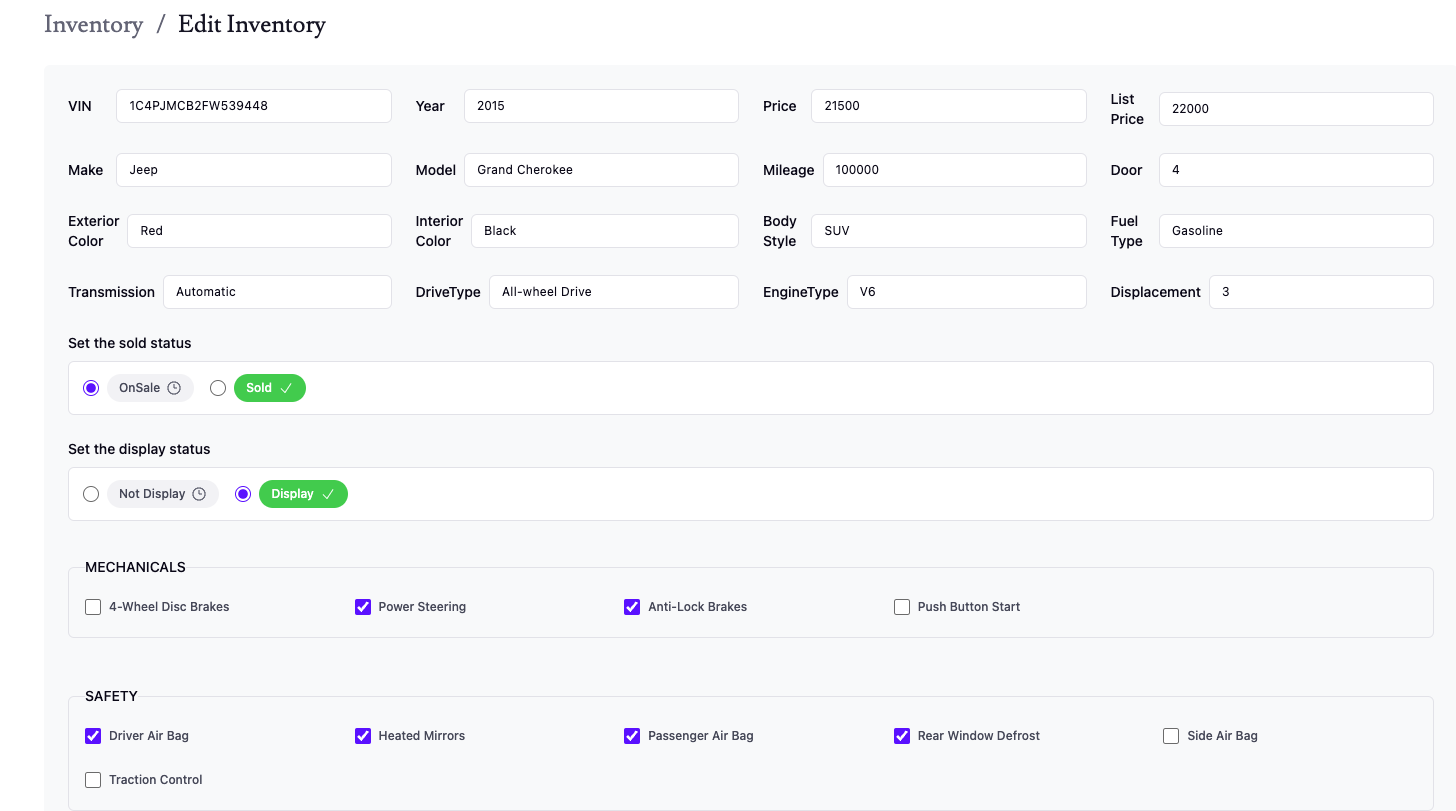 Inventory / Edit Inventory
VIN 1C4PJMCB2FW539448 Year 2015 Price 21500 List Price 22000
Make Jeep Model Grand Cherokee Mileage 100000 Door 4
Exterior Color Red Interior Color Black Body Style SUV Fuel Type Gasoline
Transmission Automatic DriveType All-wheel Drive EngineType V6 Displacement 3
Set the sold status
OnSale Sold
Set the display status
Not Display Display
MECHANICALS
4-Wheel Disc Brakes Power Steering Anti-Lock Brakes Push Button Start
SAFETY
Driver Air Bag Heated Mirrors Passenger Air Bag Rear Window Defrost Side Air Bag
Traction Control